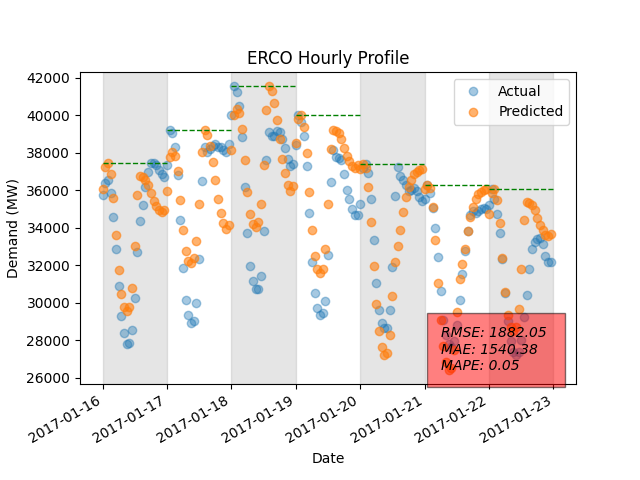 ERCO Hourly Profile
Actual
Predicted
Demand (MW)
42000
40000
38000
36000
34000
32000
30000
28000
26000
RMSE: 1882.05
MAE: 1540.38
MAPE: 0.05
2017-01-16
2017-01-17
2017-01-18
2017-01-19
2017-01-20
2017-01-21
2017-01-22
2017-01-23
Date